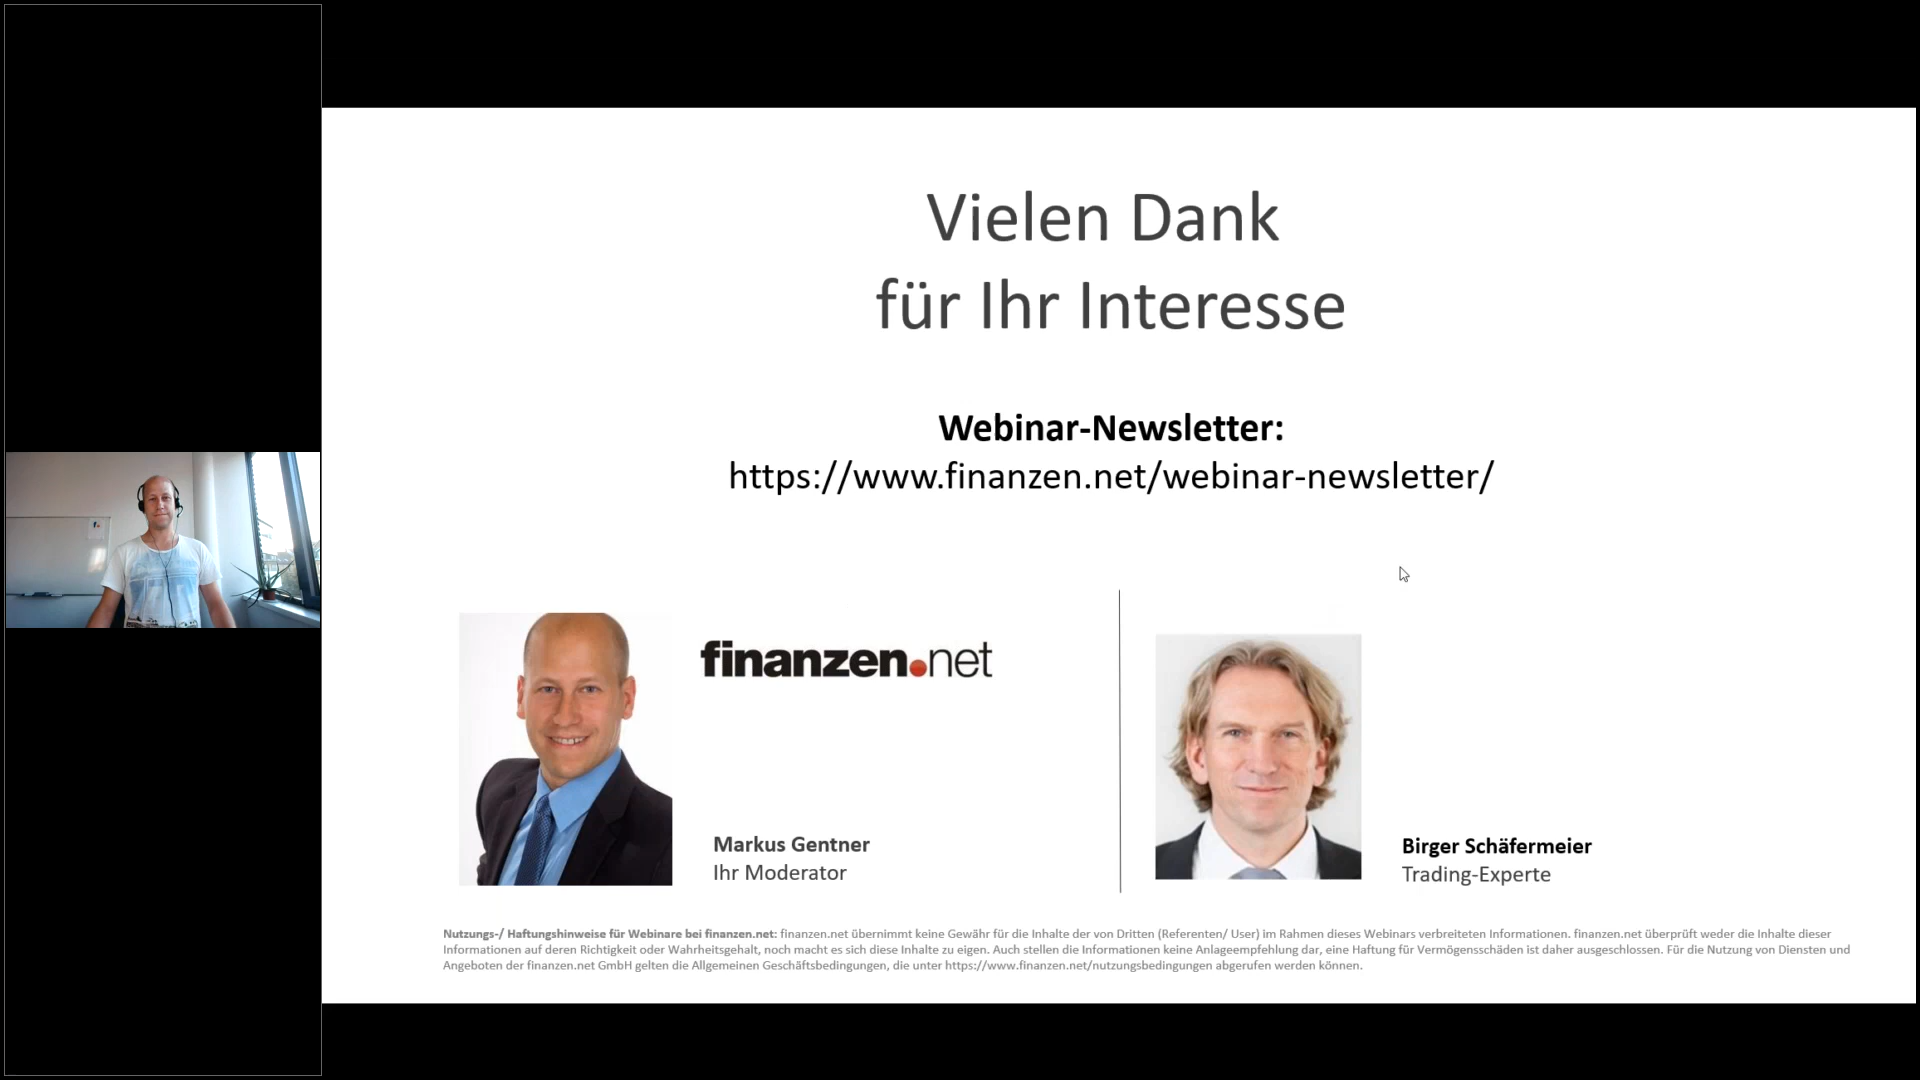 Vielen Dank
für Ihr Interesse
Webinar-Newsletter:
https://www.finanzen.net/webinar-newsletter/
finanzen.net
Markus Gentner
Ihr Moderator
Birger Schäfermeier
Trading-Experte
Nutzungs-/ Haftungshinweise für Webinare bei finanzen.net: finanzen.net übernimmt keine Gewähr für die Inhalte der von Dritten (Referenten/ User) im Rahmen dieses Webinars verbreiteten Informationen. finanzen.net überprüft weder die Inhalte dieser
Informationen auf deren Richtigkeit oder Wahrheitsgehalt, noch macht es sich diese Inhalte zu eigen. Auch stellen die Informationen keine Anlageempfehlung dar, eine Haftung für Vermögensschäden ist daher ausgeschlossen. Für die Nutzung von Diensten und
Angeboten der finanzen.net GmbH gelten die Allgemeinen Geschäftsbedingungen, die unter https://www.finanzen.net/nutzungsbedingungen abgerufen werden können.